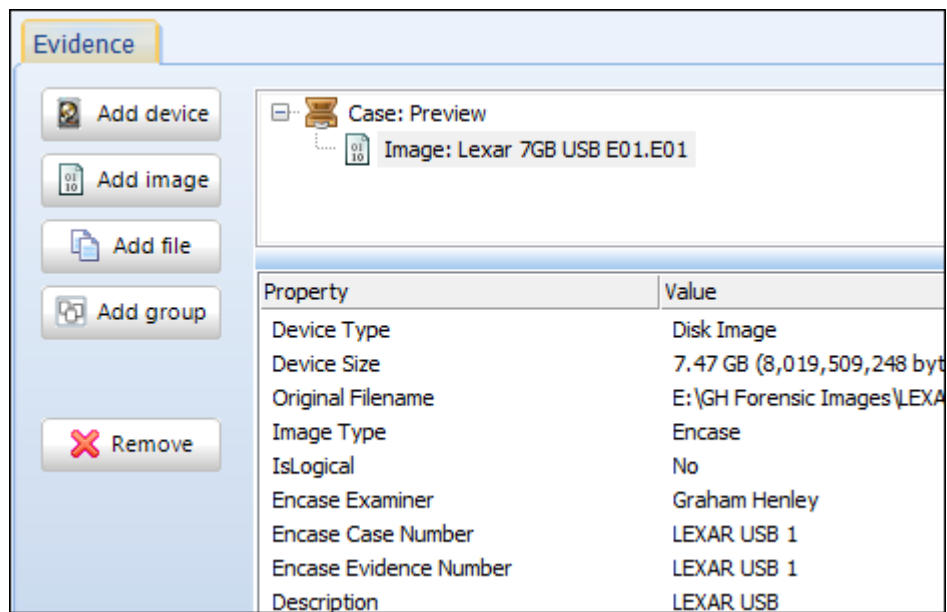 Evidence
Add device
Add image
Add file
Add group
Remove
Case: Preview
Image: Lexar 7GB USB E01.E01
Property Value
Device Type Disk Image
Device Size 7.47 GB (8,019,509,248 byt
Original Filename E:\GH Forensic Images\LEXA
Image Type Encase
IsLogical No
Encase Examiner Graham Henley
Encase Case Number LEXAR USB 1
Encase Evidence Number LEXAR USB 1
Description LEXAR USB